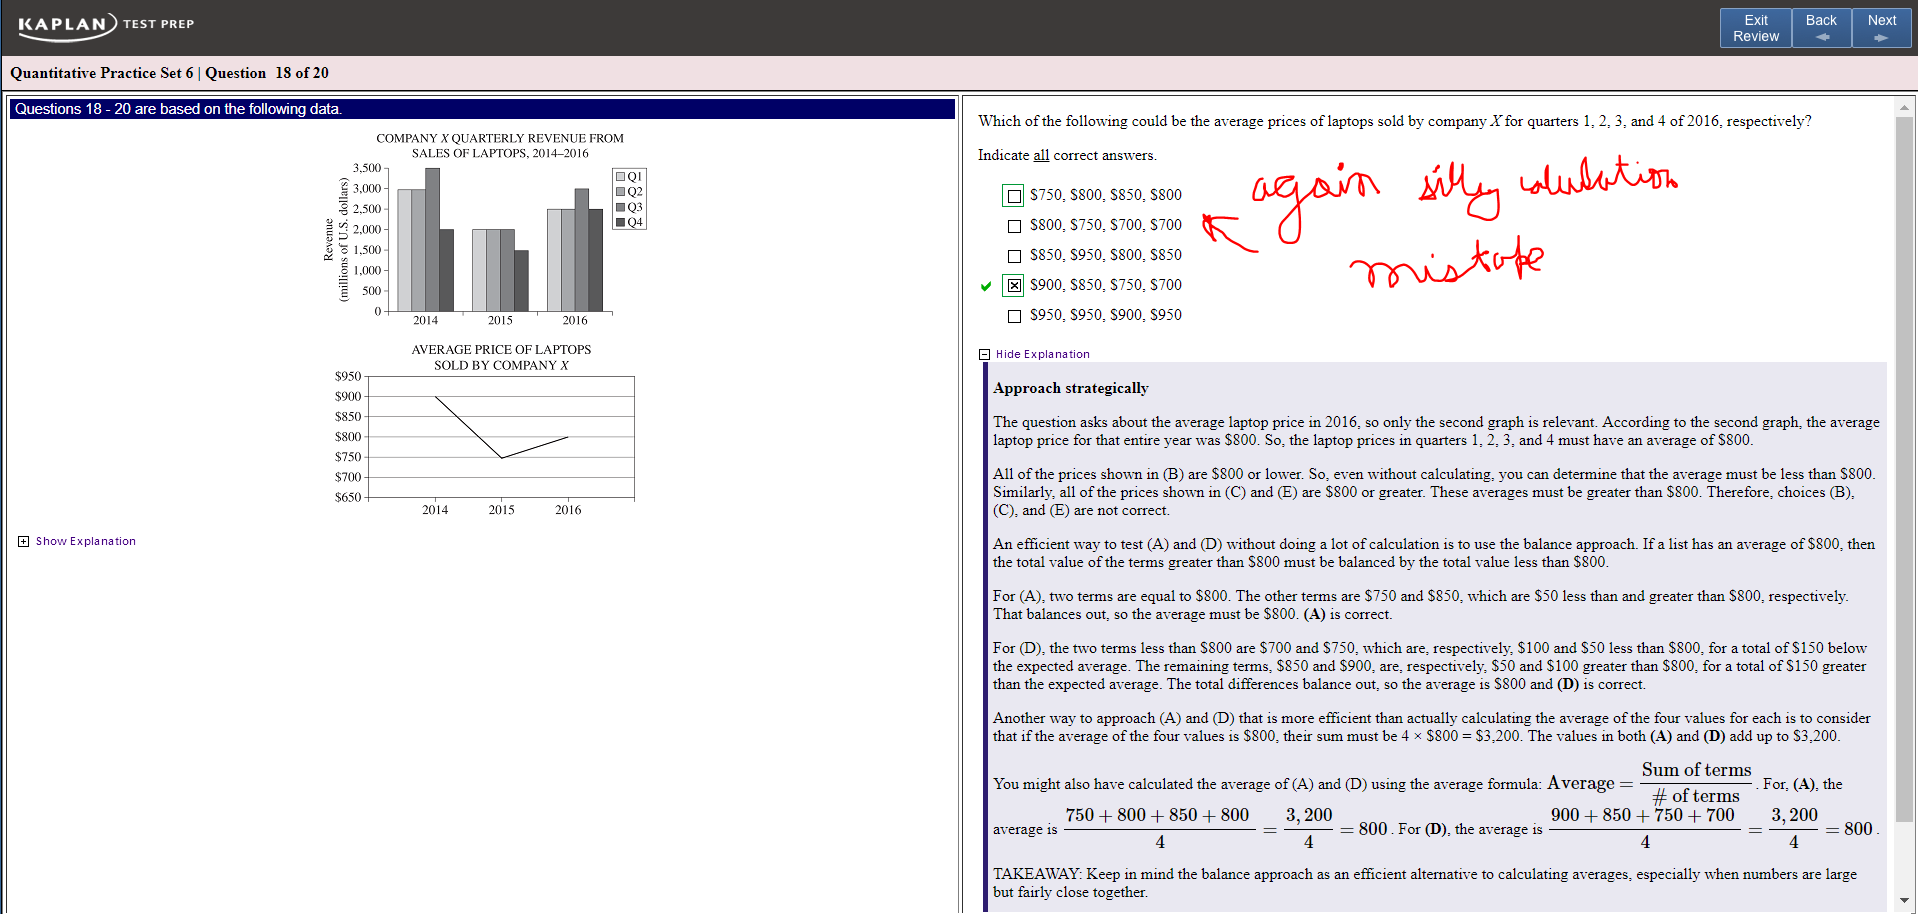 KAPLAN TEST PREP
Exit Review
Back
Next
Quantitative Practice Set 6 | Question 18 of 20
Questions 18 - 20 are based on the following data.
COMPANY X QUARTERLY REVENUE FROM
SALES OF LAPTOPS, 2014–2016
Revenue
(millions of U.S. dollars)
3,500
3,000
2,500
2,000
1,500
1,000
500
0
2014 2015 2016
Q1
Q2
Q3
Q4
AVERAGE PRICE OF LAPTOPS
SOLD BY COMPANY X
$950
$900
$850
$800
$750
$700
$650
2014 2015 2016
Show Explanation
Which of the following could be the average prices of laptops sold by company X for quarters 1, 2, 3, and 4 of 2016, respectively?
Indicate all correct answers.
$750, $800, $850, $800
$800, $750, $700, $700
$850, $950, $800, $850
$900, $850, $750, $700
$950, $950, $900, $950
again silly calculation
mistake
Hide Explanation
Approach strategically
The question asks about the average laptop price in 2016, so only the second graph is relevant. According to the second graph, the average
laptop price for that entire year was $800. So, the laptop prices in quarters 1, 2, 3, and 4 must have an average of $800.
All of the prices shown in (B) are $800 or lower. So, even without calculating, you can determine that the average must be less than $800.
Similarly, all of the prices shown in (C) and (E) are $800 or greater. These averages must be greater than $800. Therefore, choices (B),
(C), and (E) are not correct.
An efficient way to test (A) and (D) without doing a lot of calculation is to use the balance approach. If a list has an average of $800, then
the total value of the terms greater than $800 must be balanced by the total value less than $800.
For (A), two terms are equal to $800. The other terms are $750 and $850, which are $50 less than and greater than $800, respectively.
That balances out, so the average must be $800. (A) is correct.
For (D), the two terms less than $800 are $700 and $750, which are, respectively, $100 and $50 less than $800, for a total of $150 below
the expected average. The remaining terms, $850 and $900, are, respectively, $50 and $100 greater than $800, for a total of $150 greater
than the expected average. The total differences balance out, so the average is $800 and (D) is correct.
Another way to approach (A) and (D) that is more efficient than actually calculating the average of the four values for each is to consider
that if the average of the four values is $800, their sum must be 4 × $800 = $3,200. The values in both (A) and (D) add up to $3,200.
You might also have calculated the average of (A) and (D) using the average formula: Average = Sum of terms / # of terms. For, (A), the
average is 750 + 800 + 850 + 800 / 4 = 3,200 / 4 = 800. For (D), the average is 900 + 850 + 750 + 700 / 4 = 3,200 / 4 = 800.
TAKEAWAY: Keep in mind the balance approach as an efficient alternative to calculating averages, especially when numbers are large
but fairly close together.